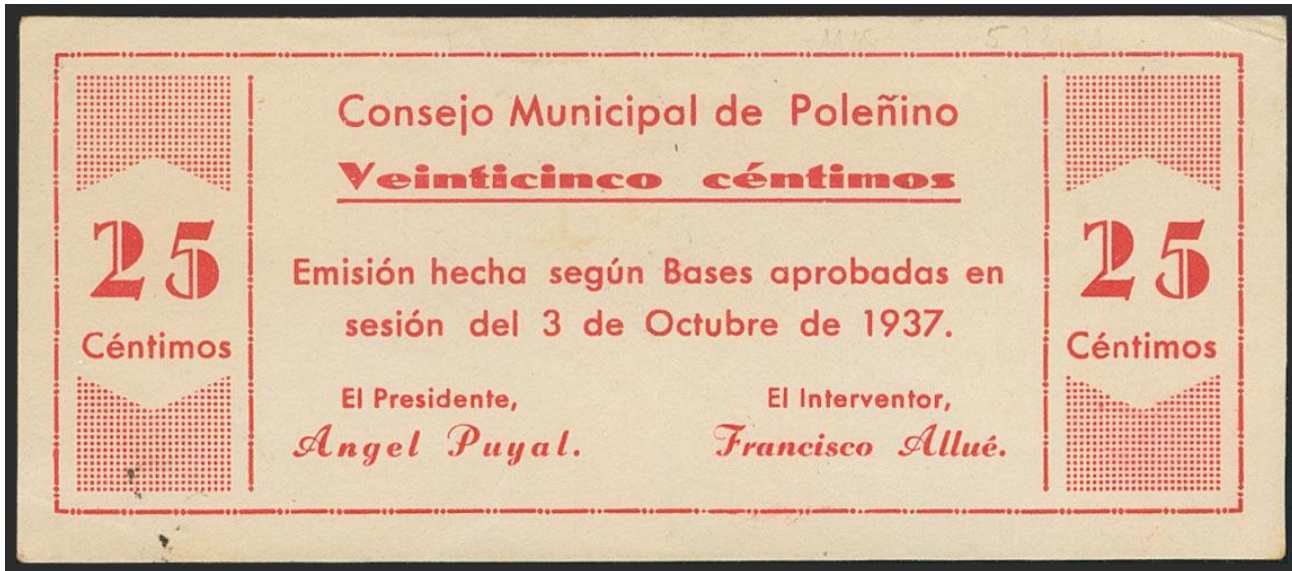 Consejo Municipal de Poleñino
Veinticinco céntimos
25
Céntimos
25
Céntimos
Emisión hecha según Bases aprobadas en
sesión del 3 de Octubre de 1937.
El Presidente,
Angel Puyal.
El Interventor,
Francisco Allué.